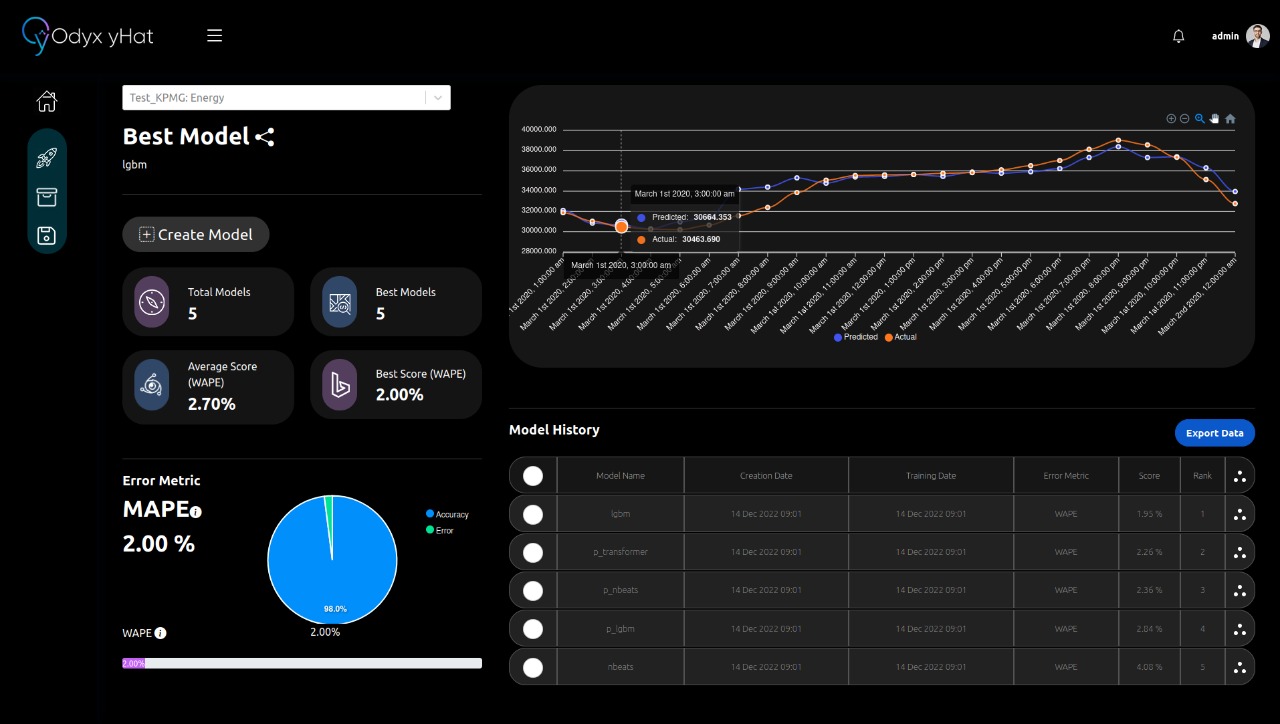 Odyx yHat
admin
Test_KPMG: Energy
Best Model
lgbm
Create Model
Total Models
5
Best Models
5
Average Score
(WAPE)
2.70%
Best Score (WAPE)
2.00%
Error Metric
MAPE
2.00 %
Accuracy
Error
98.0%
2.00%
WAPE
2.00%
40000.000
38000.000
36000.000
34000.000
32000.000
30000.000
28000.000
March 1st 2020, 3:00:00 am
Predicted: 30664.353
Actual: 30463.690
March 1st 2020, 3:00:00 am
March 1st 2020, 1:00:00 am
March 1st 2020, 2:00:00 am
March 1st 2020, 3:00:00 am
March 1st 2020, 4:00:00 am
March 1st 2020, 5:00:00 am
March 1st 2020, 6:00:00 am
March 1st 2020, 7:00:00 am
March 1st 2020, 8:00:00 am
March 1st 2020, 9:00:00 am
March 1st 2020, 10:00:00 am
March 1st 2020, 11:00:00 am
March 1st 2020, 12:00:00 pm
March 1st 2020, 1:00:00 pm
March 1st 2020, 2:00:00 pm
March 1st 2020, 3:00:00 pm
March 1st 2020, 4:00:00 pm
March 1st 2020, 5:00:00 pm
March 1st 2020, 6:00:00 pm
March 1st 2020, 7:00:00 pm
March 1st 2020, 8:00:00 pm
March 1st 2020, 9:00:00 pm
March 1st 2020, 10:00:00 pm
March 1st 2020, 11:00:00 pm
March 2nd 2020, 12:00:00 am
Predicted Actual
Model History
Export Data
Model Name Creation Date Training Date Error Metric Score Rank
lgbm 14 Dec 2022 09:01 14 Dec 2022 09:01 WAPE 1.95 % 1
p_transformer 14 Dec 2022 09:01 14 Dec 2022 09:01 WAPE 2.26 % 2
p_nbeats 14 Dec 2022 09:01 14 Dec 2022 09:01 WAPE 2.36 % 3
p_lgbm 14 Dec 2022 09:01 14 Dec 2022 09:01 WAPE 2.84 % 4
nbeats 14 Dec 2022 09:01 14 Dec 2022 09:01 WAPE 4.08 % 5